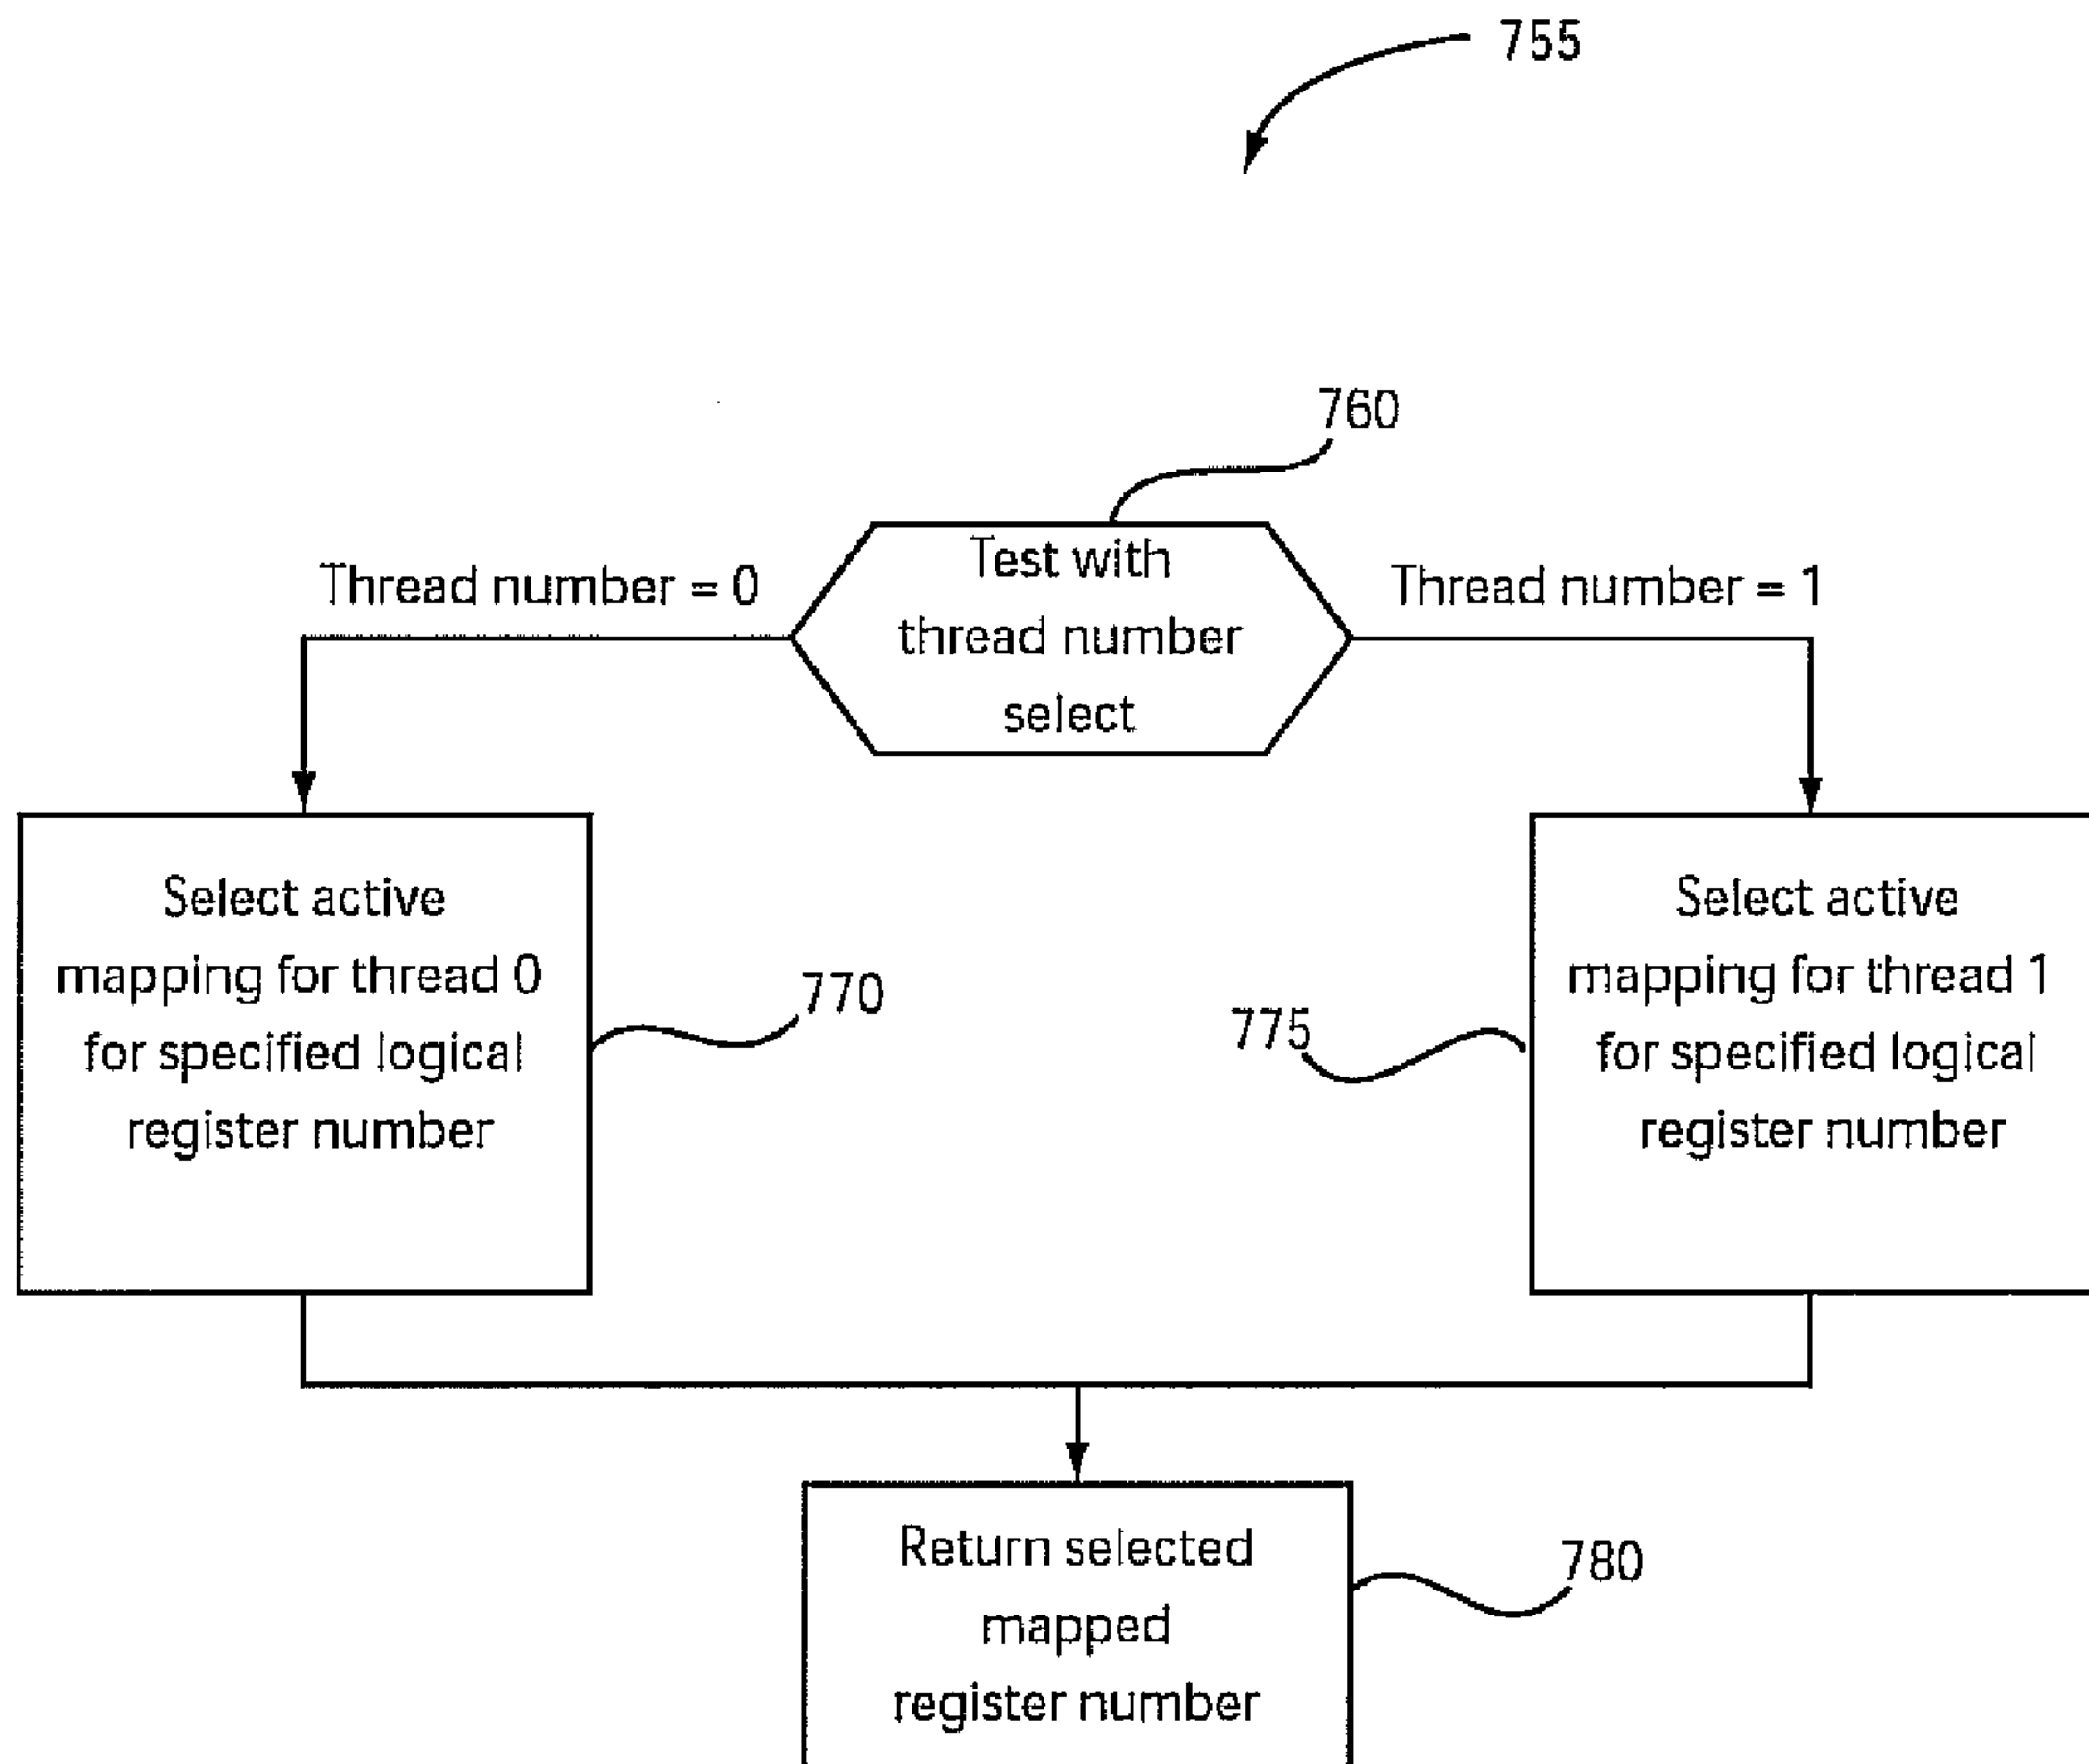 755
760
Test with
thread number
select
Thread number = 0
Thread number = 1
Select active
mapping for thread 0
for specified logical
register number
770
Select active
mapping for thread 1
for specified logical
register number
775
Return selected
mapped
register number
780